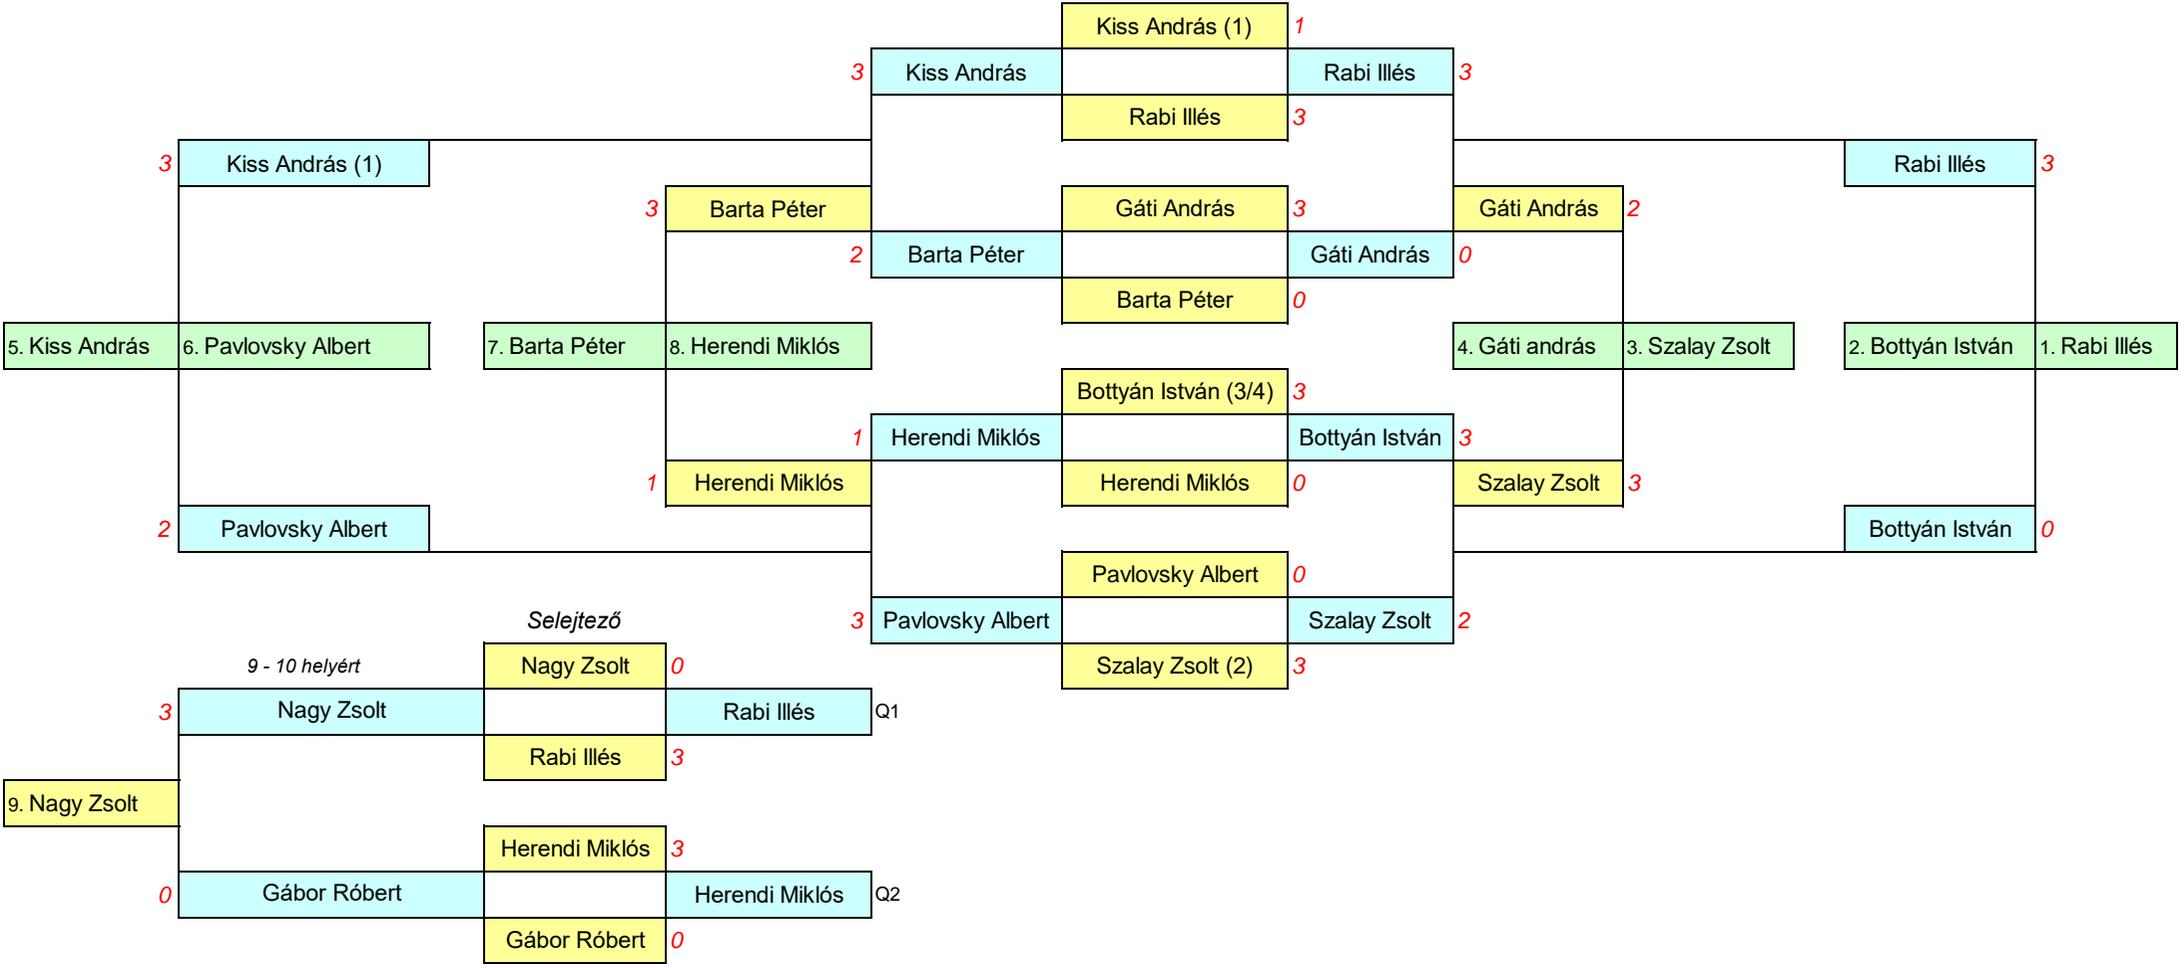 Kiss András (1) 1
3 Kiss András Rabi Illés 3
Rabi Illés 3
3 Kiss András (1) Rabi Illés 3
3 Barta Péter Gáti András 3 Gáti András 2
2 Barta Péter Gáti András 0
Barta Péter 0
5. Kiss András 6. Pavlovsky Albert 7. Barta Péter 8. Herendi Miklós 4. Gáti andrás 3. Szalay Zsolt 2. Bottyán István 1. Rabi Illés
Bottyán István (3/4) 3
1 Herendi Miklós Bottyán István 3
1 Herendi Miklós Herendi Miklós 0 Szalay Zsolt 3
2 Pavlovsky Albert Bottyán István 0
Pavlovsky Albert 0
Selejtező 3 Pavlovsky Albert Szalay Zsolt 2
9 - 10 helyért Nagy Zsolt 0 Szalay Zsolt (2) 3
3 Nagy Zsolt Rabi Illés Q1
Rabi Illés 3
9. Nagy Zsolt
Herendi Miklós 3
0 Gábor Róbert Herendi Miklós Q2
Gábor Róbert 0